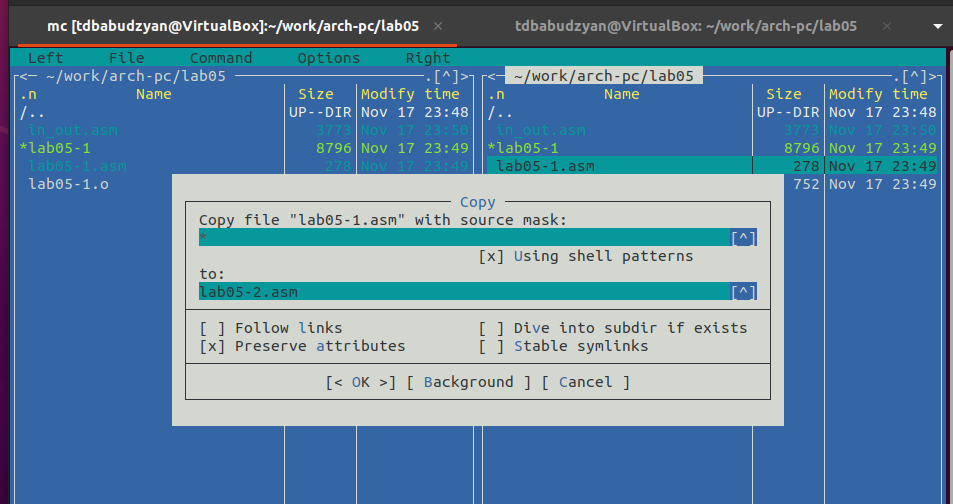 mc [tdbabudzyan@VirtualBox]:~/work/arch-pc/lab05 × tdbabudzyan@VirtualBox: ~/work/arch-pc/lab05 ×
Left File Command Options Right
<─ ~/work/arch-pc/lab05 .[^]> <─ ~/work/arch-pc/lab05 .[^]>
.n Name Size Modify time .n Name Size Modify time
/.. UP--DIR Nov 17 23:48 /.. UP--DIR Nov 17 23:48
in_out.asm 3773 Nov 17 23:50 in_out.asm 3773 Nov 17 23:50
*lab05-1 8796 Nov 17 23:49 *lab05-1 8796 Nov 17 23:49
lab05-1.asm 278 Nov 17 23:49 lab05-1.asm 278 Nov 17 23:49
lab05-1.o 752 Nov 17 23:49
Copy
Copy file "lab05-1.asm" with source mask:
* [^]
[x] Using shell patterns
to:
lab05-2.asm [^]
[ ] Follow links [ ] Dive into subdir if exists
[x] Preserve attributes [ ] Stable symlinks
[< OK >] [ Background ] [ Cancel ]